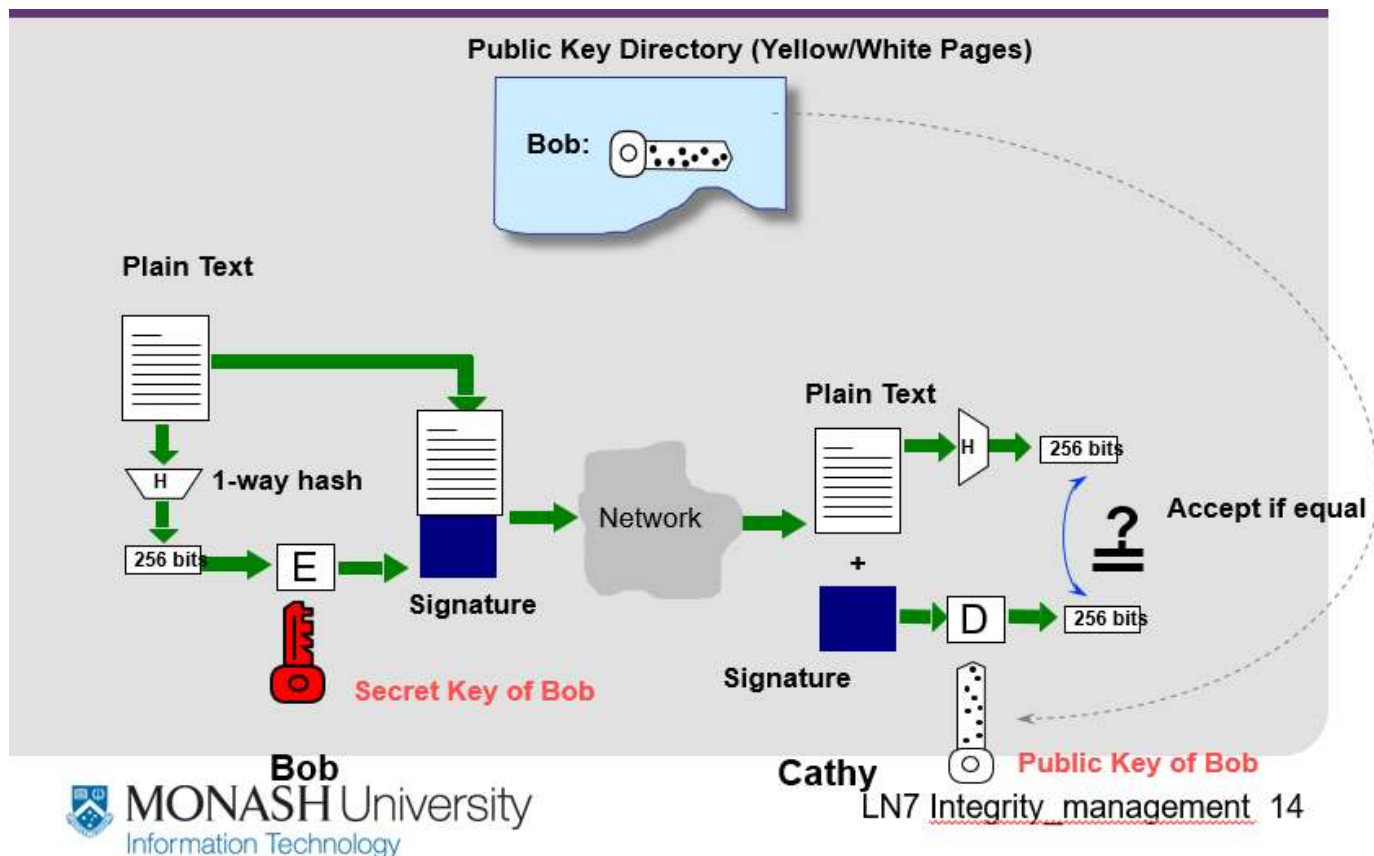 Public Key Directory (Yellow/White Pages)
Bob:
Plain Text
H
1-way hash
256 bits
E
Signature
Secret Key of Bob
Bob
Network
Plain Text
H
256 bits
Accept if equal
?
+
Signature
D
256 bits
Cathy
Public Key of Bob
MONASH University
Information Technology
LN7 Integrity_management 14